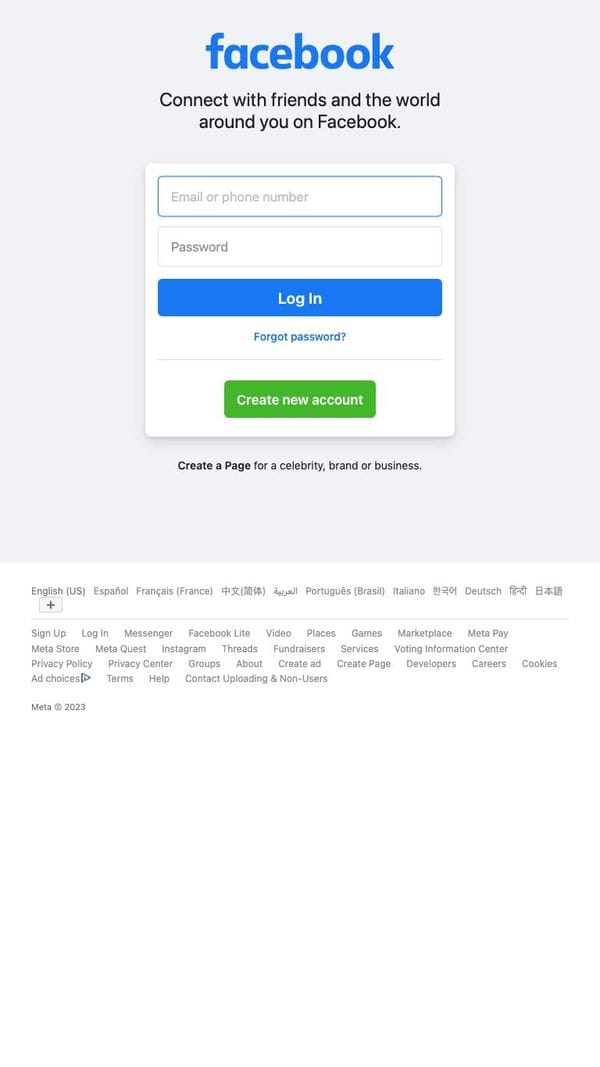 facebook
Connect with friends and the world
around you on Facebook.
Email or phone number
Password
Log In
Forgot password?
Create new account
Create a Page for a celebrity, brand or business.
English (US) Español Français (France) 中文(简体) العربية Português (Brasil) Italiano 한국어 Deutsch हिन्दी 日本語
+
Sign Up Log In Messenger Facebook Lite Video Places Games Marketplace Meta Pay
Meta Store Meta Quest Instagram Threads Fundraisers Services Voting Information Center
Privacy Policy Privacy Center Groups About Create ad Create Page Developers Careers Cookies
Ad choices Terms Help Contact Uploading & Non-Users
Meta © 2023